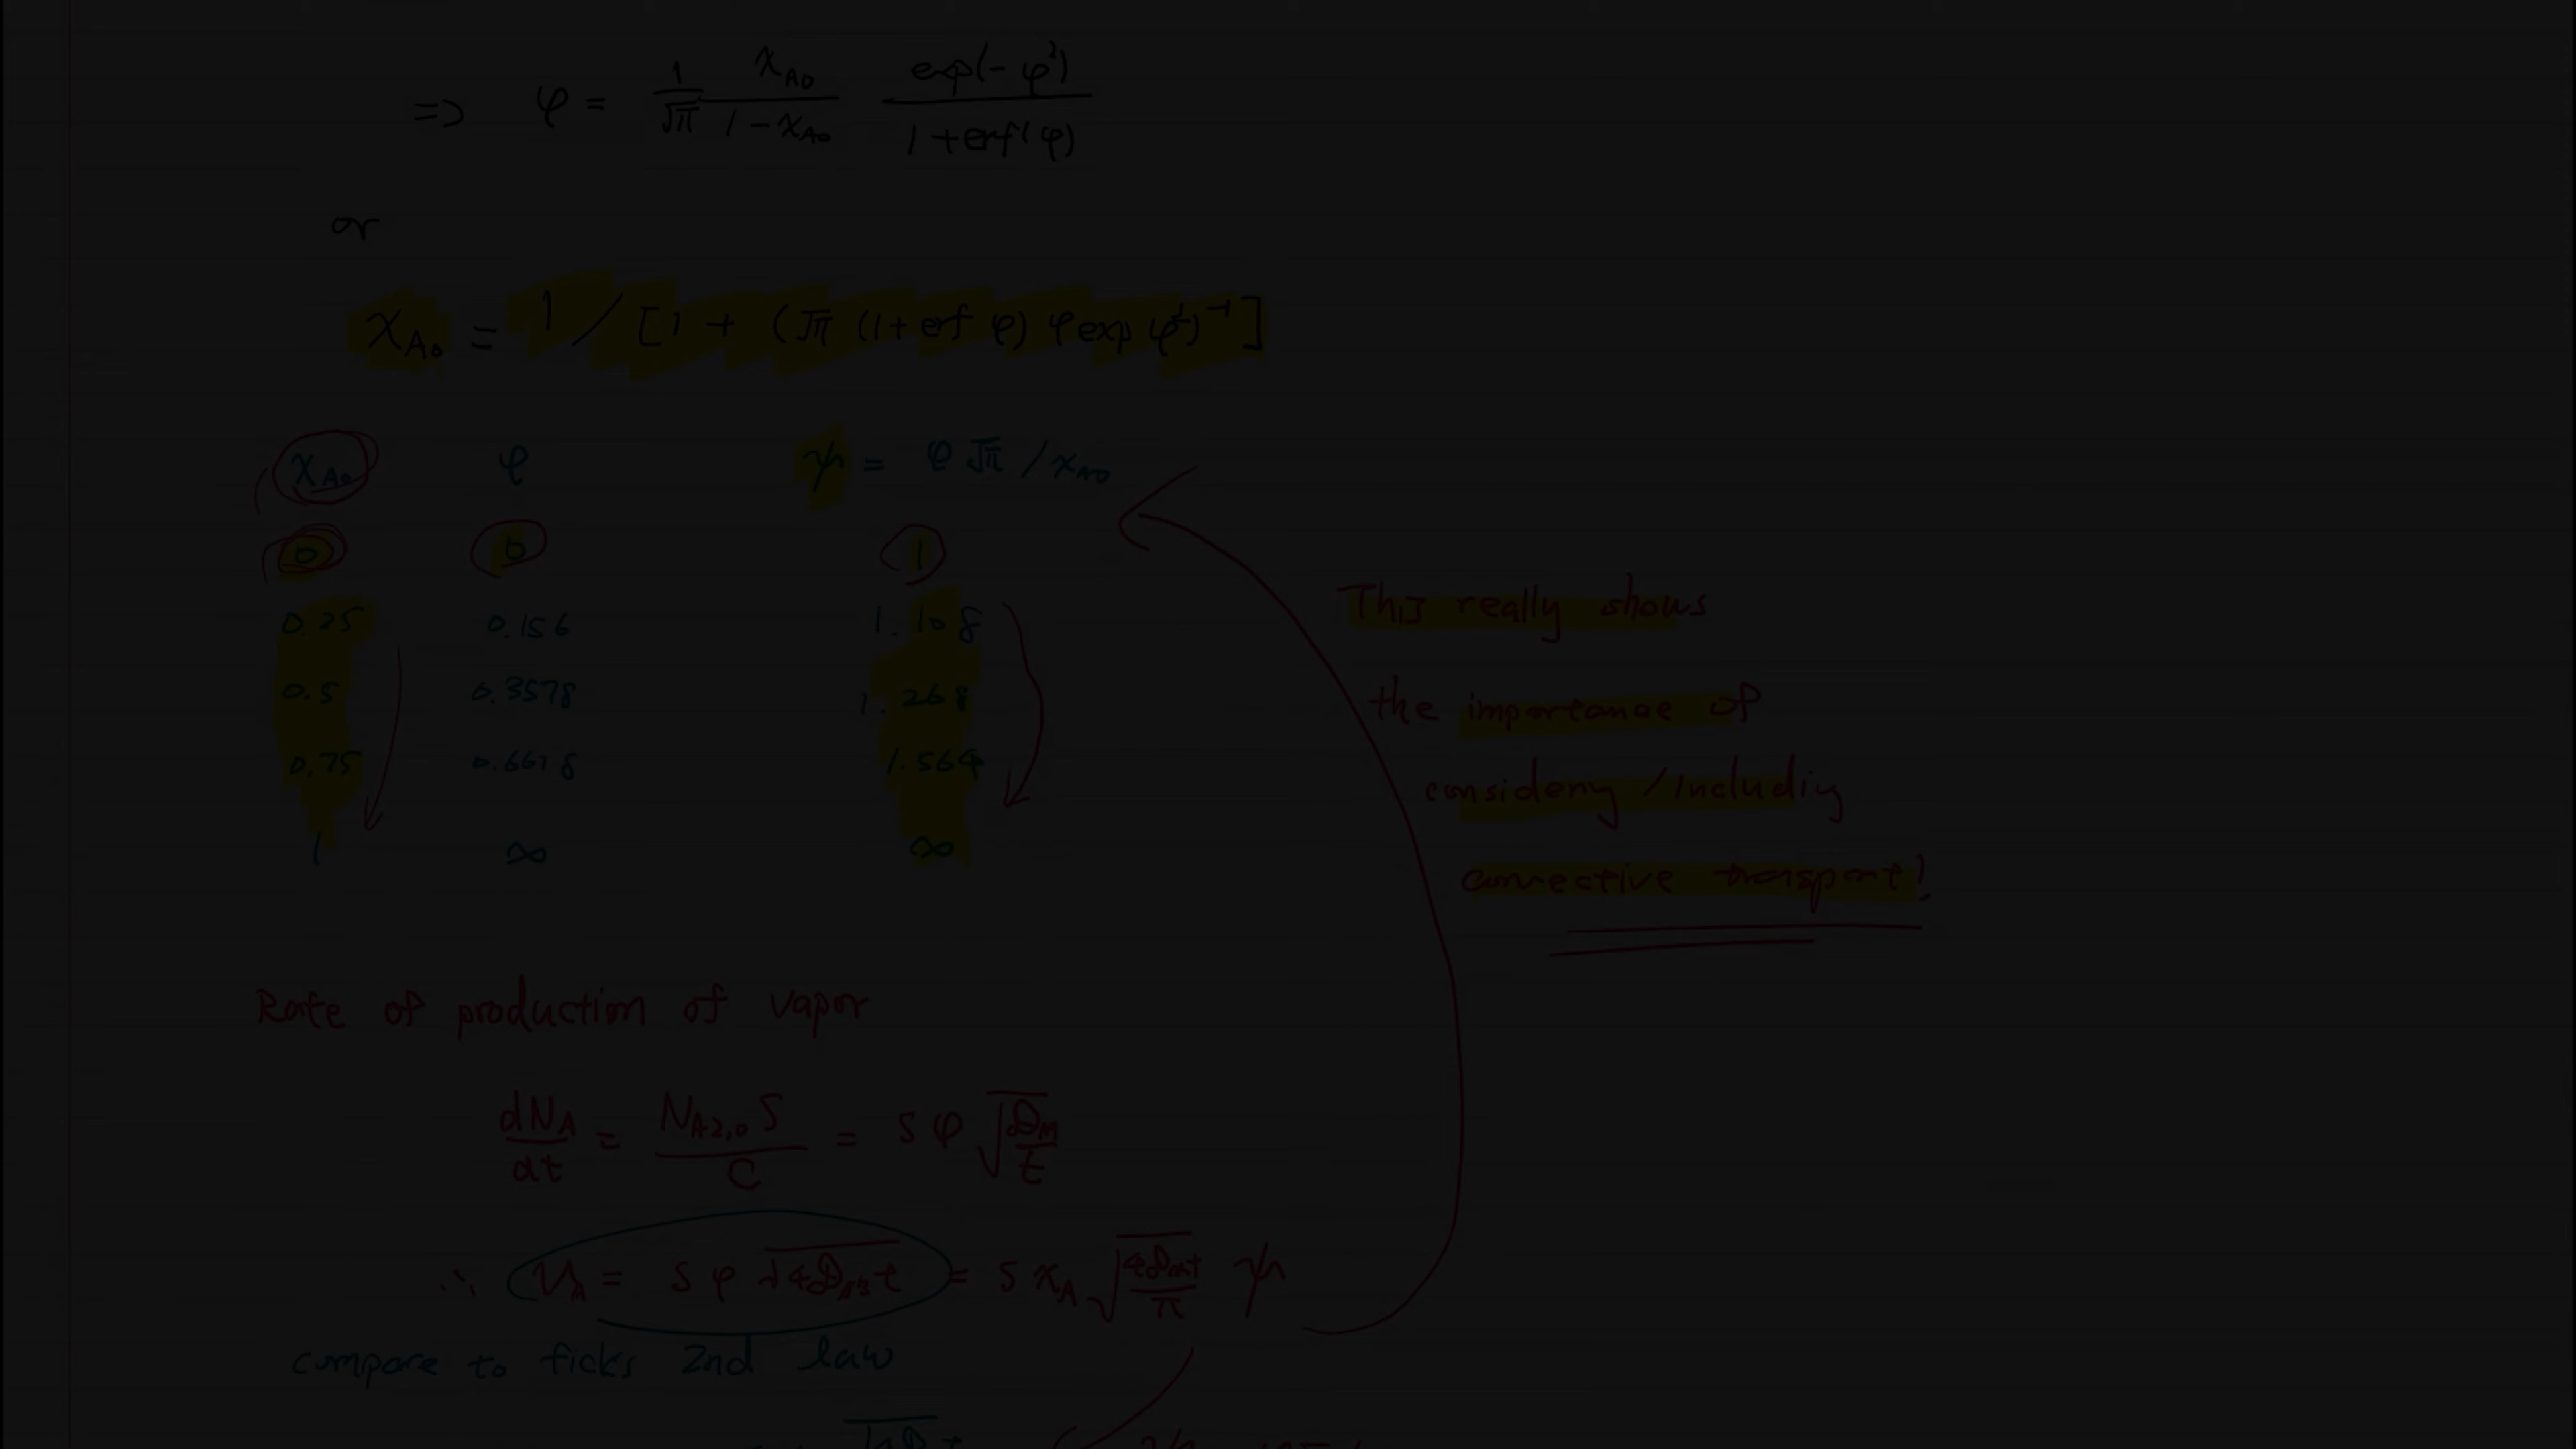 => φ = 1/√π x_A0/(1 - x_A0) exp(-φ²)/(1 + erf(φ))
or
x_A0 = 1 / [1 + (√π (1 + erf φ) φ exp φ²)⁻¹]
x_A0 φ ψ = φ √π / x_A0
0 0 1
0.25 0.156 1.108
0.5 0.3578 1.268
0.75 0.6618 1.564
1 ∞ ∞
This really shows
the importance of
considering / including
convective transport!
Rate of production of vapor
dN_A/dt = N_Az,0 S / C = S φ √(D_AB/t)
∴ V_A = S φ √(4 D_AB t) = S x_A √(4 D_AB t / π) ψ
compare to ficks 2nd law